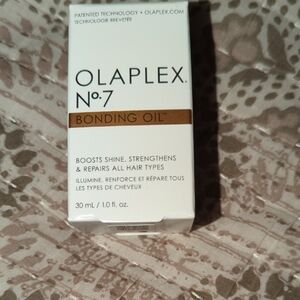 PATENTED TECHNOLOGY • OLAPLEX.COM
TECHNOLOGIE BREVETÉE
OLAPLEX.
Nº.7
BONDING OIL™
BOOSTS SHINE, STRENGTHENS
& REPAIRS ALL HAIR TYPES
ILLUMINE, RENFORCE ET RÉPARE TOUS
LES TYPES DE CHEVEUX
30 mL / 1.0 fl. oz.